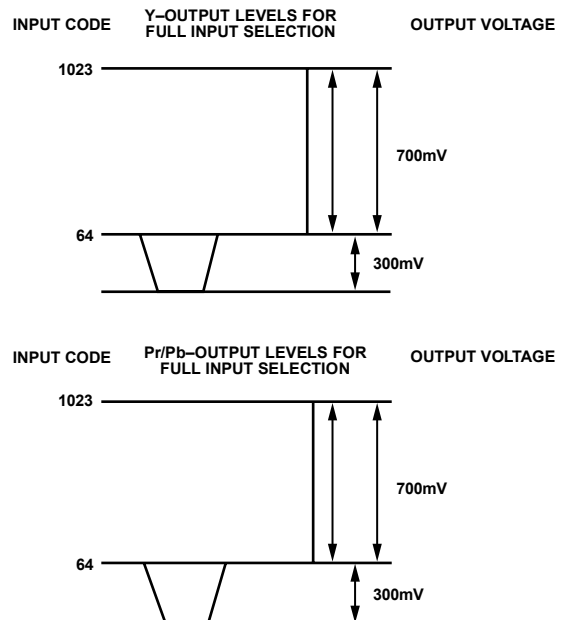 INPUT CODE
Y–OUTPUT LEVELS FOR
FULL INPUT SELECTION
OUTPUT VOLTAGE
1023
700mV
64
300mV
INPUT CODE
Pr/Pb–OUTPUT LEVELS FOR
FULL INPUT SELECTION
OUTPUT VOLTAGE
1023
700mV
64
300mV